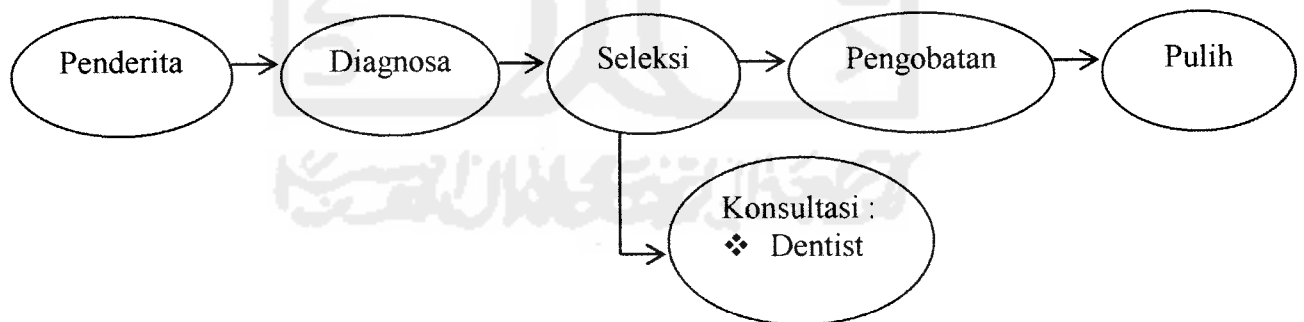 Penderita
Diagnosa
Seleksi
Pengobatan
Pulih
Konsultasi :
❖ Dentist